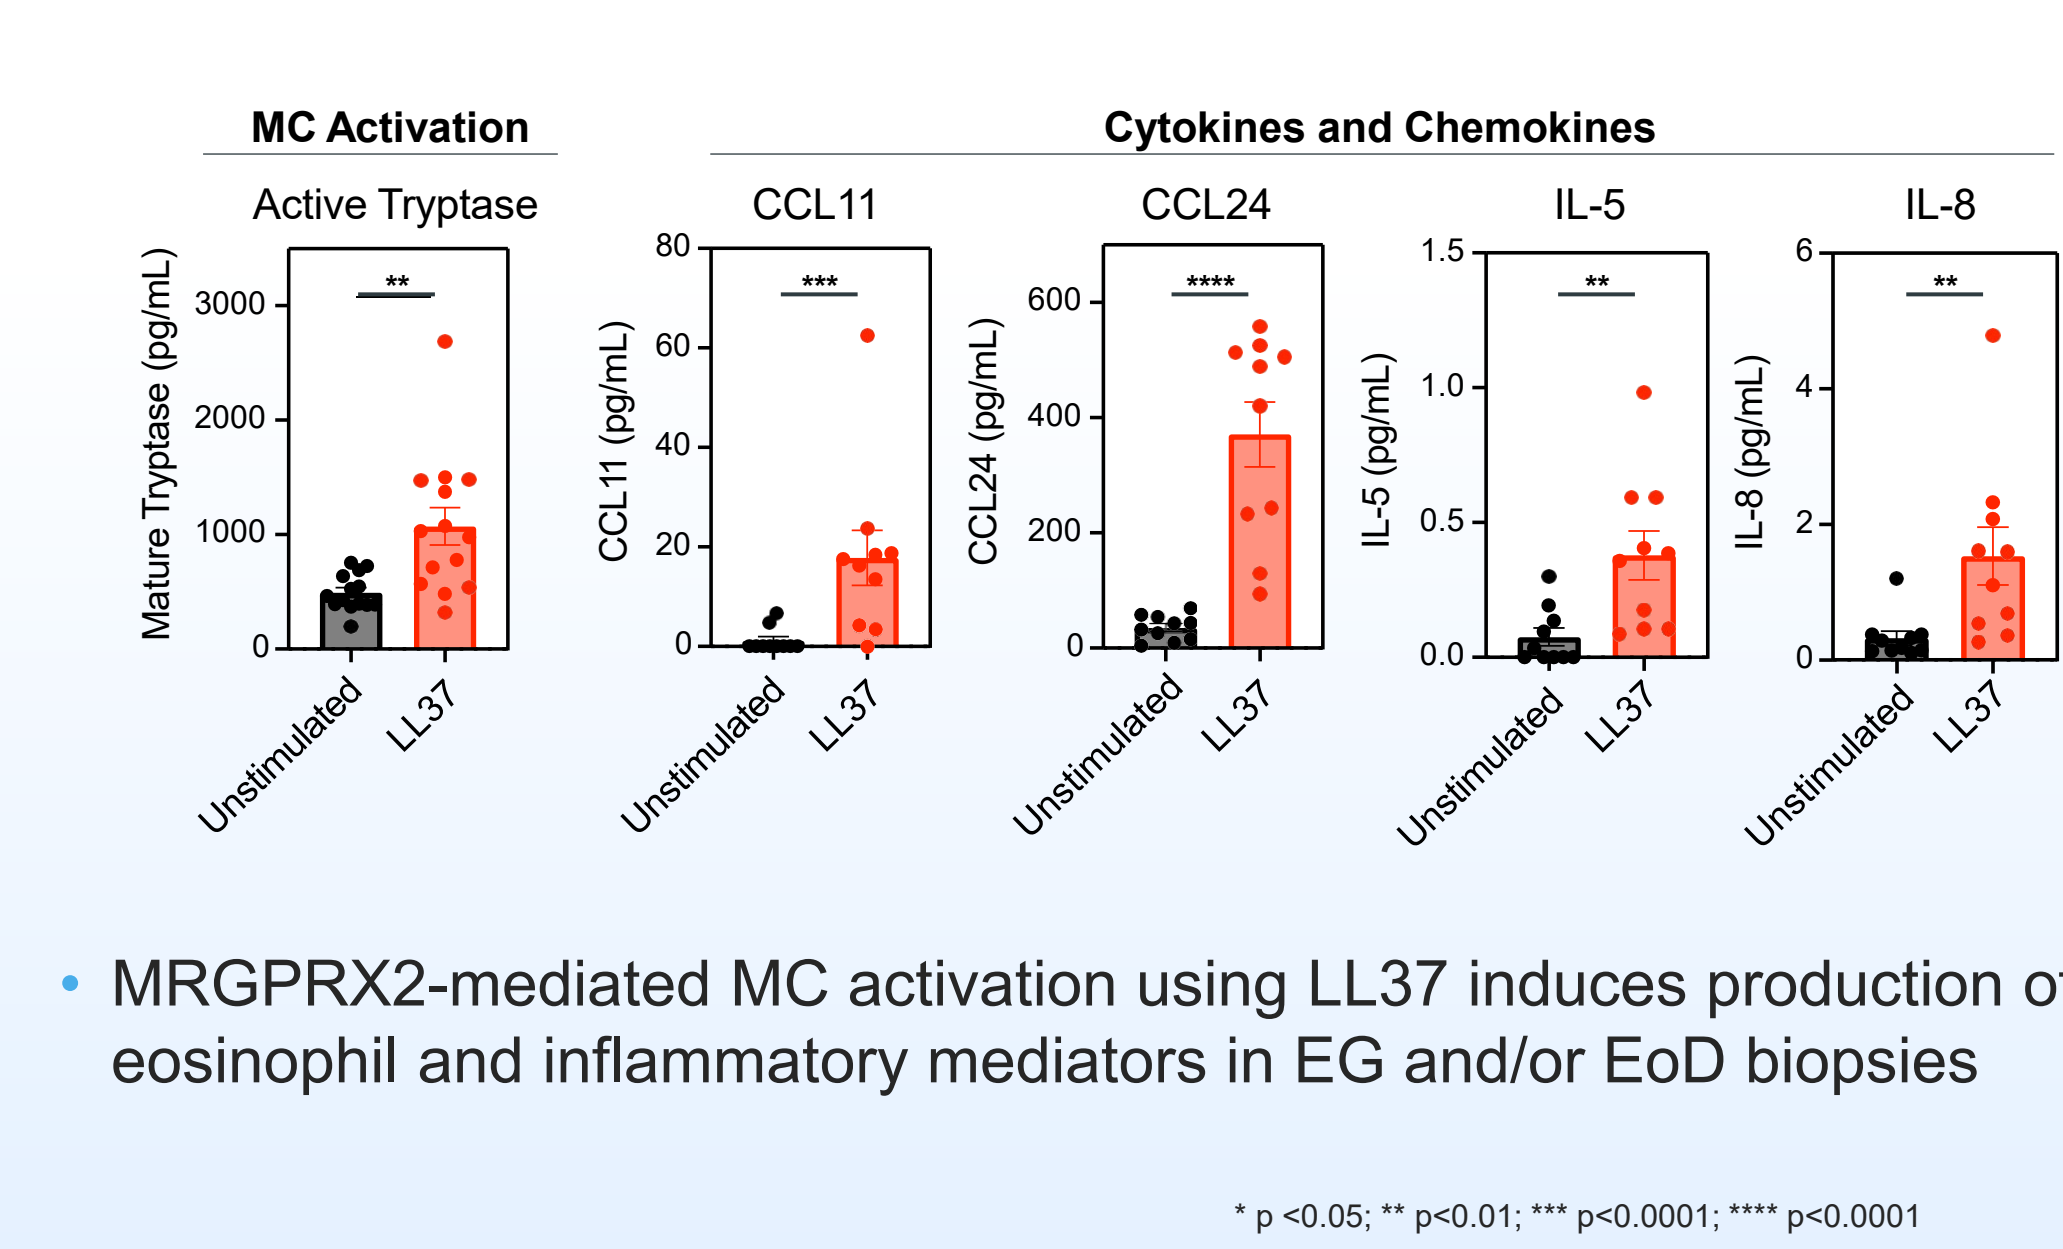 MC Activation
Cytokines and Chemokines
Active Tryptase
CCL11
CCL24
IL-5
IL-8
Mature Tryptase (pg/mL)
3000
2000
1000
0
**
Unstimulated
LL37
CCL11 (pg/mL)
80
60
40
20
0
***
Unstimulated
LL37
CCL24 (pg/mL)
600
400
200
0
****
Unstimulated
LL37
IL-5 (pg/mL)
1.5
1.0
0.5
0.0
**
Unstimulated
LL37
IL-8 (pg/mL)
6
4
2
0
**
Unstimulated
LL37
• MRGPRX2-mediated MC activation using LL37 induces production of
eosinophil and inflammatory mediators in EG and/or EoD biopsies
* p <0.05; ** p<0.01; *** p<0.0001; **** p<0.0001